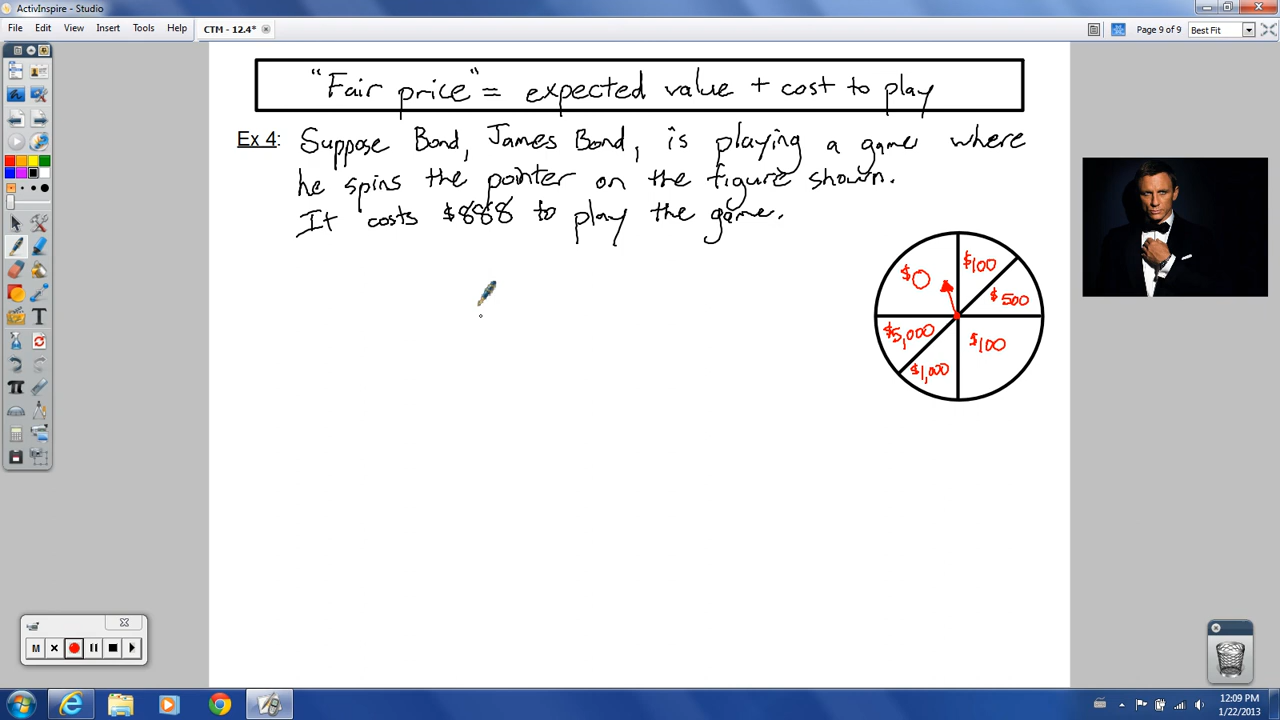 ActivInspire - Studio
File Edit View Insert Tools Help
CTM - 12.4*
Page 9 of 9
Best Fit
"Fair price" = expected value + cost to play
Ex 4: Suppose Bond, James Bond, is playing a game where
he spins the pointer on the figure shown.
It costs $888 to play the game.
$0
$100
$500
$5,000
$100
$1,000
M
12:09 PM
1/22/2013